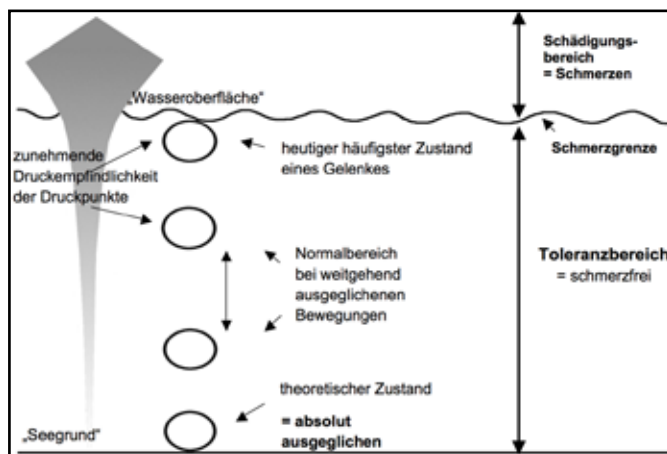 Schädigungs-
bereich
= Schmerzen
„Wasseroberfläche“
zunehmende
Druckempfindlichkeit
der Druckpunkte
heutiger häufigster Zustand
eines Gelenkes
Schmerzgrenze
Normalbereich
bei weitgehend
ausgeglichenen
Bewegungen
Toleranzbereich
= schmerzfrei
theoretischer Zustand
= absolut
ausgeglichen
„Seegrund“